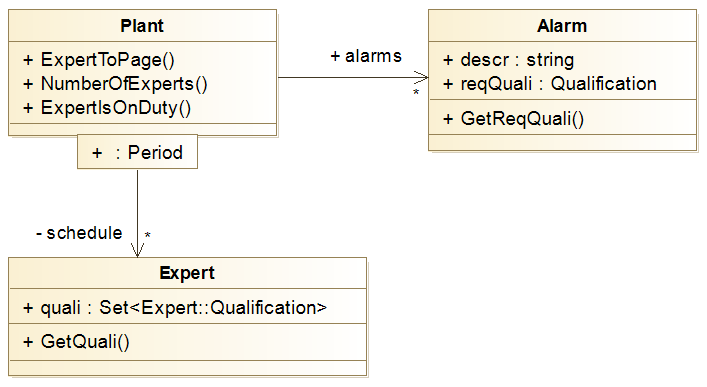 Plant
+ ExpertToPage()
+ NumberOfExperts()
+ ExpertIsOnDuty()
+ : Period
+ alarms
*
Alarm
+ descr : string
+ reqQuali : Qualification
+ GetReqQuali()
- schedule
*
Expert
+ quali : Set<Expert::Qualification>
+ GetQuali()